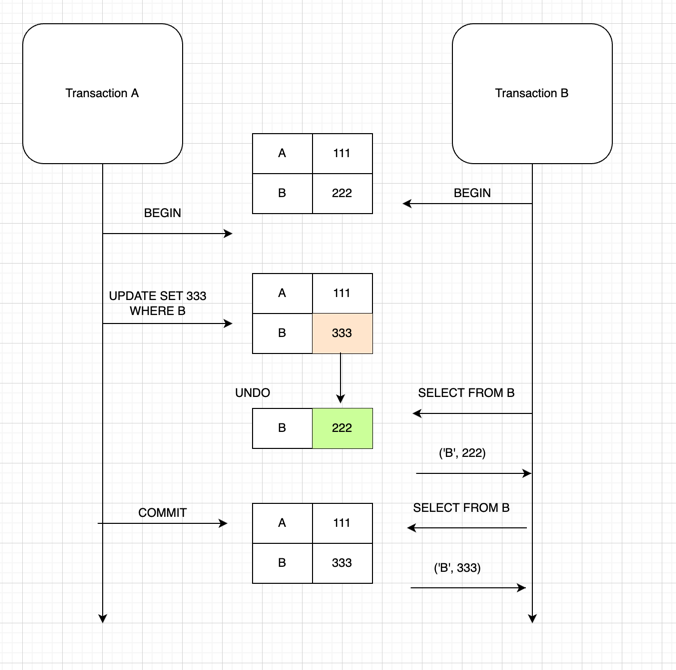 Transaction A
Transaction B
A 111
B 222
BEGIN
BEGIN
UPDATE SET 333
WHERE B
A 111
B 333
UNDO
SELECT FROM B
B 222
('B', 222)
COMMIT
SELECT FROM B
A 111
B 333
('B', 333)